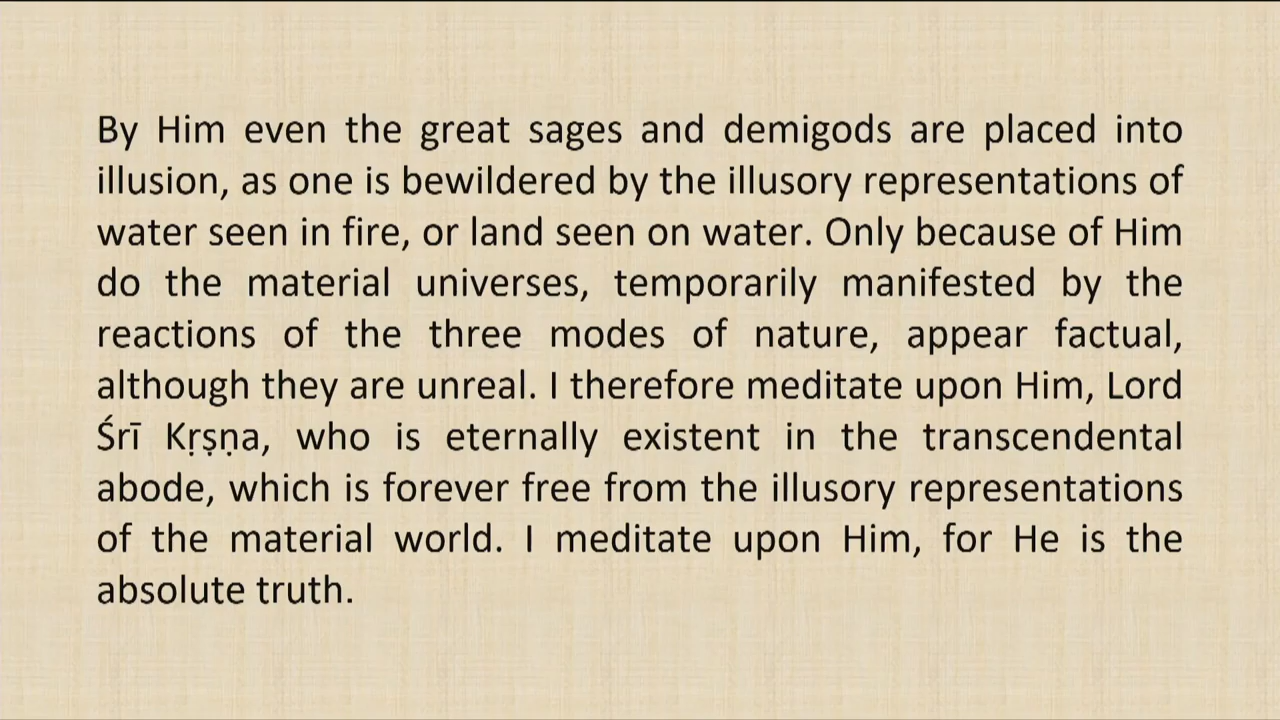 By Him even the great sages and demigods are placed into
illusion, as one is bewildered by the illusory representations of
water seen in fire, or land seen on water. Only because of Him
do the material universes, temporarily manifested by the
reactions of the three modes of nature, appear factual,
although they are unreal. I therefore meditate upon Him, Lord
Śrī Kṛṣṇa, who is eternally existent in the transcendental
abode, which is forever free from the illusory representations
of the material world. I meditate upon Him, for He is the
absolute truth.